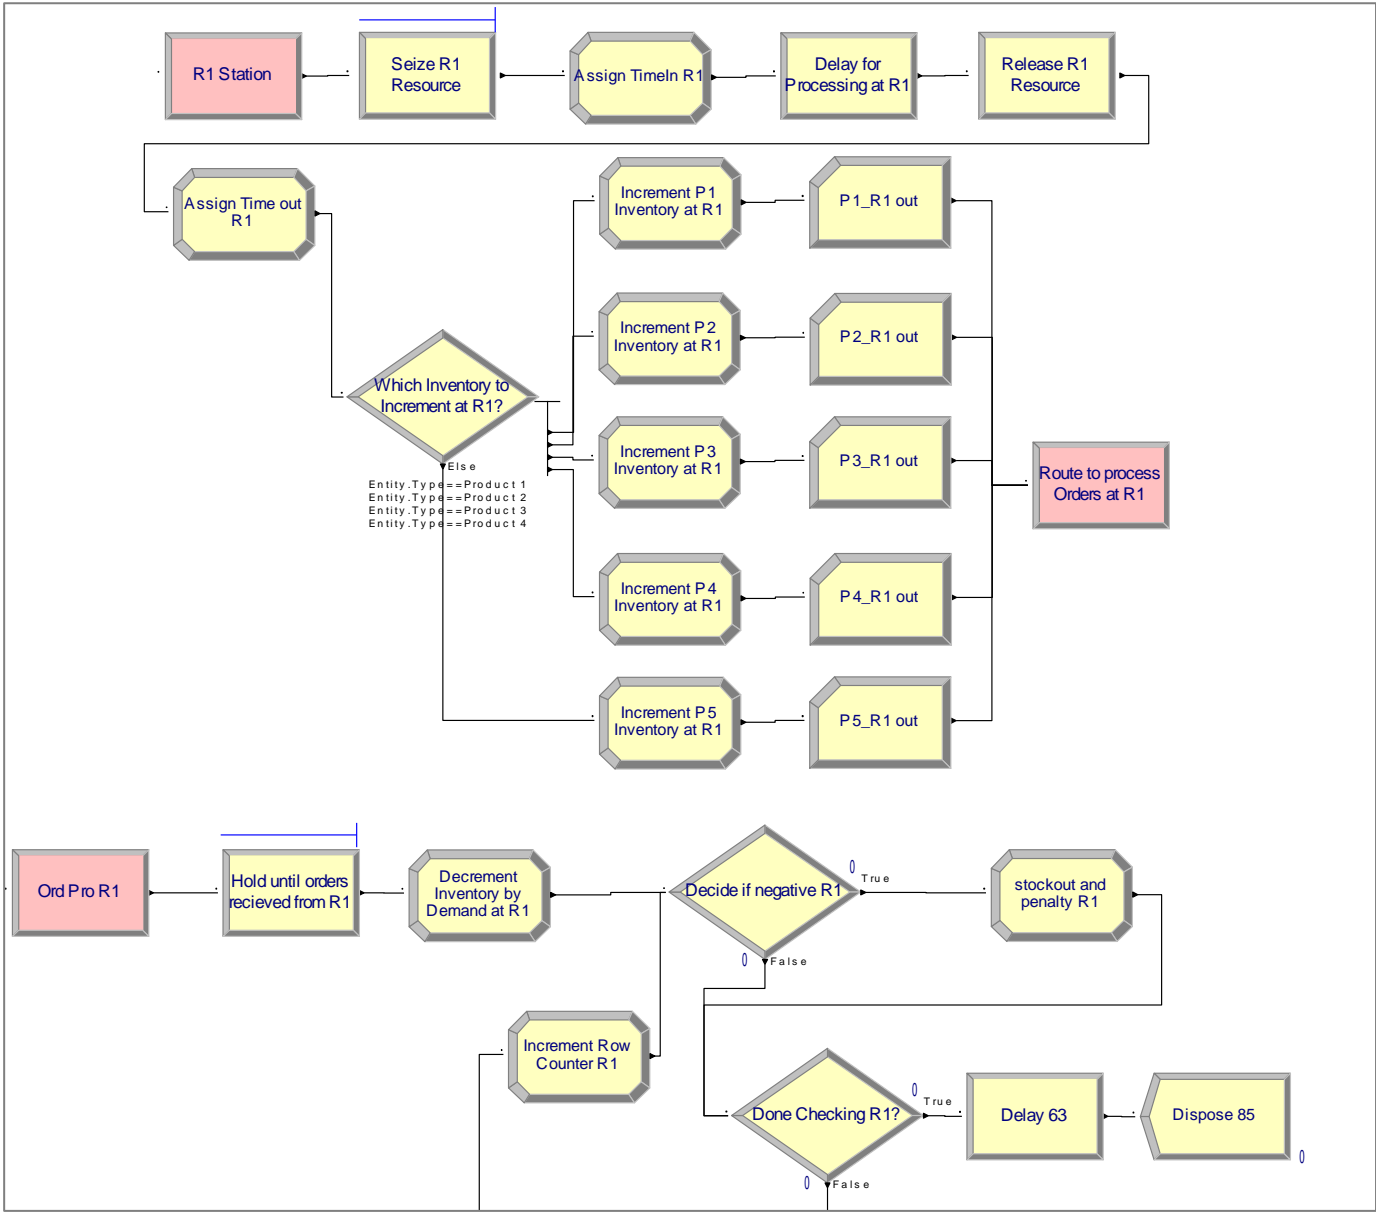 R1 Station
Seize R1
Resource
Assign TimeIn R1
Delay for
Processing at R1
Release R1
Resource
Assign Time out
R1
Increment P1
Inventory at R1
P1_R1 out
Increment P2
Inventory at R1
P2_R1 out
Which Inventory to
Increment at R1?
Else
Entity.Type==Product 1
Entity.Type==Product 2
Entity.Type==Product 3
Entity.Type==Product 4
Increment P3
Inventory at R1
P3_R1 out
Route to process
Orders at R1
Increment P4
Inventory at R1
P4_R1 out
Increment P5
Inventory at R1
P5_R1 out
Ord Pro R1
Hold until orders
recieved from R1
Decrement
Inventory by
Demand at R1
Decide if negative R1
0
True
0
False
stockout and
penalty R1
Increment Row
Counter R1
Done Checking R1?
0
True
0
False
Delay 63
Dispose 85
0